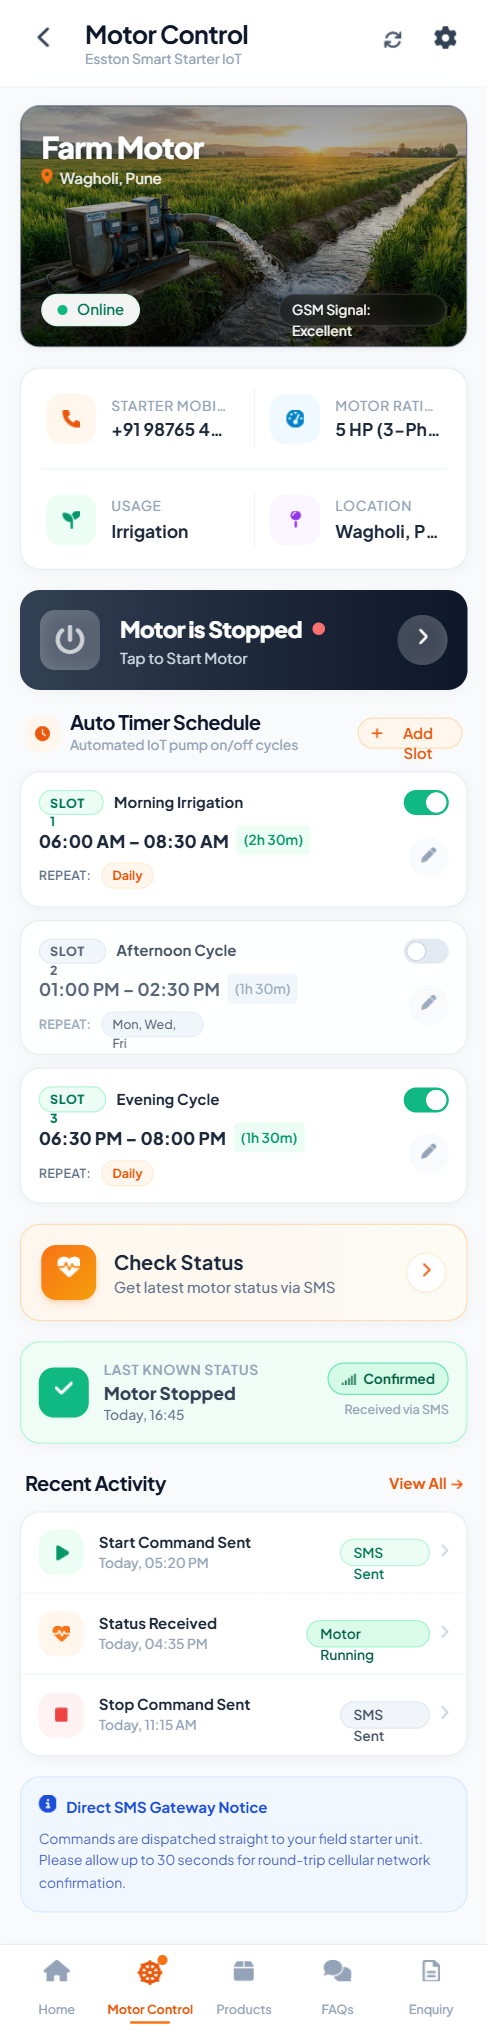 Motor Control
Esston Smart Starter IoT
Farm Motor
Wagholi, Pune
Online
GSM Signal:
Excellent
STARTER MOBI...
+91 98765 4...
MOTOR RATI...
5 HP (3-Ph...
USAGE
Irrigation
LOCATION
Wagholi, P...
Motor is Stopped
Tap to Start Motor
Auto Timer Schedule
Automated IoT pump on/off cycles
+ Add
Slot
SLOT
1
Morning Irrigation
06:00 AM – 08:30 AM (2h 30m)
REPEAT: Daily
SLOT
2
Afternoon Cycle
01:00 PM – 02:30 PM (1h 30m)
REPEAT: Mon, Wed,
Fri
SLOT
3
Evening Cycle
06:30 PM – 08:00 PM (1h 30m)
REPEAT: Daily
Check Status
Get latest motor status via SMS
LAST KNOWN STATUS
Motor Stopped
Today, 16:45
Confirmed
Received via SMS
Recent Activity
View All →
Start Command Sent
Today, 05:20 PM
SMS
Sent
Status Received
Today, 04:35 PM
Motor
Running
Stop Command Sent
Today, 11:15 AM
SMS
Sent
Direct SMS Gateway Notice
Commands are dispatched straight to your field starter unit.
Please allow up to 30 seconds for round-trip cellular network
confirmation.
Home
Motor Control
Products
FAQs
Enquiry